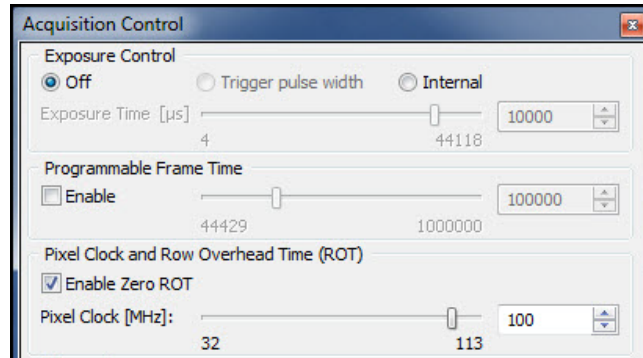 Acquisition Control
Exposure Control
Off Trigger pulse width Internal
Exposure Time [µs] 10000
4 44118
Programmable Frame Time
Enable 100000
44429 1000000
Pixel Clock and Row Overhead Time (ROT)
Enable Zero ROT
Pixel Clock [MHz]: 100
32 113